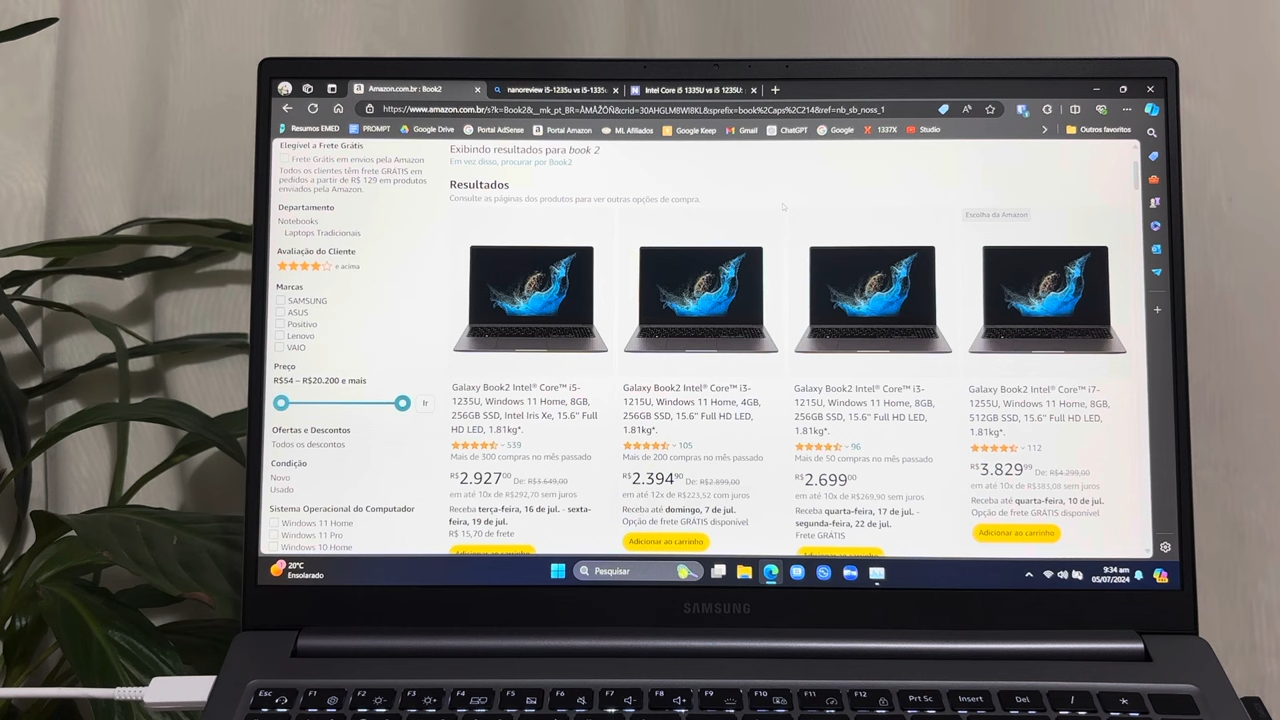 Amazon.com.br : Book2
nanoreview i5-1235u vs i5-1335u
Intel Core i5 1335U vs i5 1235U:
https://www.amazon.com.br/s?k=Book2&__mk_pt_BR=ÅMÅŽÕÑ&crid=30AHGLM8WI8KL&sprefix=book%2Caps%2C214&ref=nb_sb_noss_1
Resumos EMED
PROMPT
Google Drive
Portal AdSense
Portal Amazon
ML Afiliados
Google Keep
Gmail
ChatGPT
Google
1337X
Studio
Outros favoritos
Elegível a Frete Grátis
Frete Grátis em envios pela Amazon
Todos os clientes têm frete GRÁTIS em
pedidos a partir de R$ 129 em produtos
enviados pela Amazon.
Departamento
Notebooks
Laptops Tradicionais
Avaliação do Cliente
e acima
Marcas
SAMSUNG
ASUS
Positivo
Lenovo
VAIO
Preço
R$54 – R$20.200 e mais
Ir
Ofertas e Descontos
Todos os descontos
Condição
Novo
Usado
Sistema Operacional do Computador
Windows 11 Home
Windows 11 Pro
Windows 10 Home
Exibindo resultados para book 2
Em vez disso, procurar por Book2
Resultados
Consulte as páginas dos produtos para ver outras opções de compra.
Galaxy Book2 Intel® Core™ i5-
1235U, Windows 11 Home, 8GB,
256GB SSD, Intel Iris Xe, 15.6" Full
HD LED, 1.81kg*.
539
Mais de 300 compras no mês passado
R$2.927,00 De: R$3.649,00
em até 10x de R$292,70 sem juros
Receba terça-feira, 16 de jul. - sexta-
feira, 19 de jul.
R$ 15,70 de frete
Adicionar ao carrinho
Galaxy Book2 Intel® Core™ i3-
1215U, Windows 11 Home, 4GB,
256GB SSD, 15.6" Full HD LED,
1.81kg*.
105
Mais de 200 compras no mês passado
R$2.394,90 De: R$2.899,00
em até 12x de R$223,52 com juros
Receba até domingo, 7 de jul.
Opção de frete GRÁTIS disponível
Adicionar ao carrinho
Galaxy Book2 Intel® Core™ i3-
1215U, Windows 11 Home, 8GB,
256GB SSD, 15.6" Full HD LED,
1.81kg*.
96
Mais de 50 compras no mês passado
R$2.699,00
em até 10x de R$269,90 sem juros
Receba quarta-feira, 17 de jul. -
segunda-feira, 22 de jul.
Frete GRÁTIS
Adicionar ao carrinho
Escolha da Amazon
Galaxy Book2 Intel® Core™ i7-
1255U, Windows 11 Home, 8GB,
512GB SSD, 15.6" Full HD LED,
1.81kg*.
112
R$3.829,99 De: R$4.299,00
em até 10x de R$383,08 sem juros
Receba até quarta-feira, 10 de jul.
Opção de frete GRÁTIS disponível
Adicionar ao carrinho
20°C
Ensolarado
Pesquisar
9:34 am
05/07/2024
SAMSUNG
Esc F1 F2 F3 F4 F5 F6 F7 F8 F9 F10 F11 F12 Prt Sc Insert Del / *